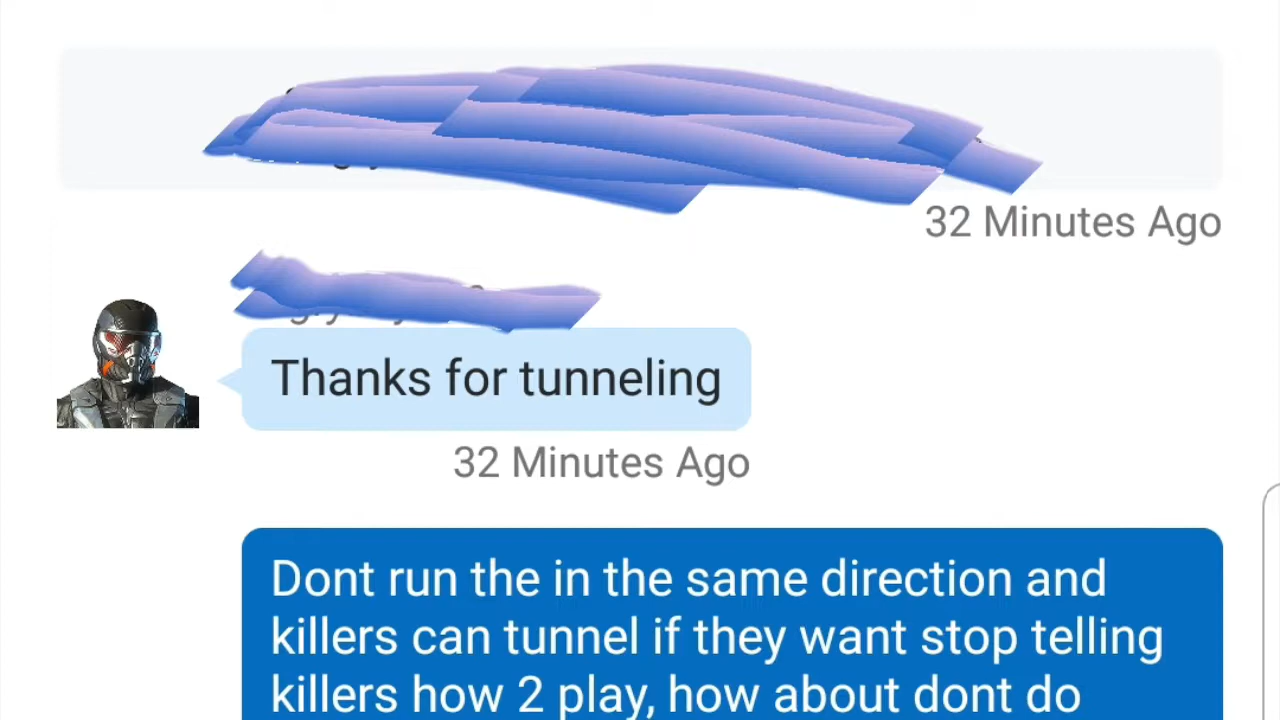 32 Minutes Ago
Thanks for tunneling
32 Minutes Ago
Dont run the in the same direction and
killers can tunnel if they want stop telling
killers how 2 play, how about dont do